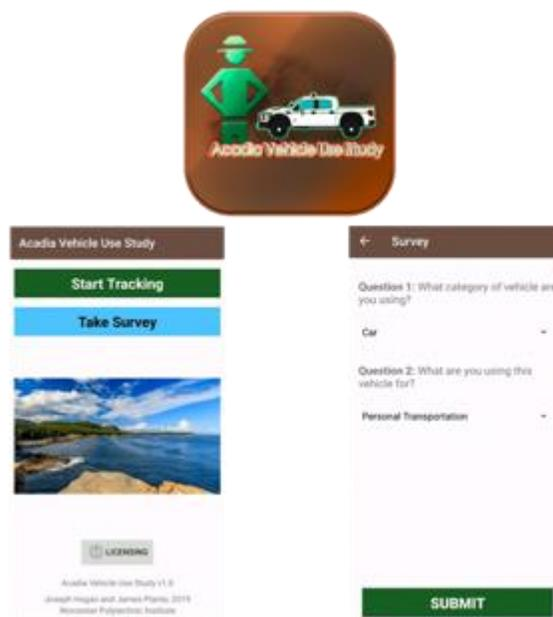 Acadia Vehicle Use Study
Acadia Vehicle Use Study
Start Tracking
Take Survey
LICENSING
Acadia Vehicle Use Study v1.0
Joseph Hogan and James Plante, 2019
Worcester Polytechnic Institute
← Survey
Question 1: What category of vehicle are
you using?
Car
Question 2: What are you using this
vehicle for?
Personal Transportation
SUBMIT